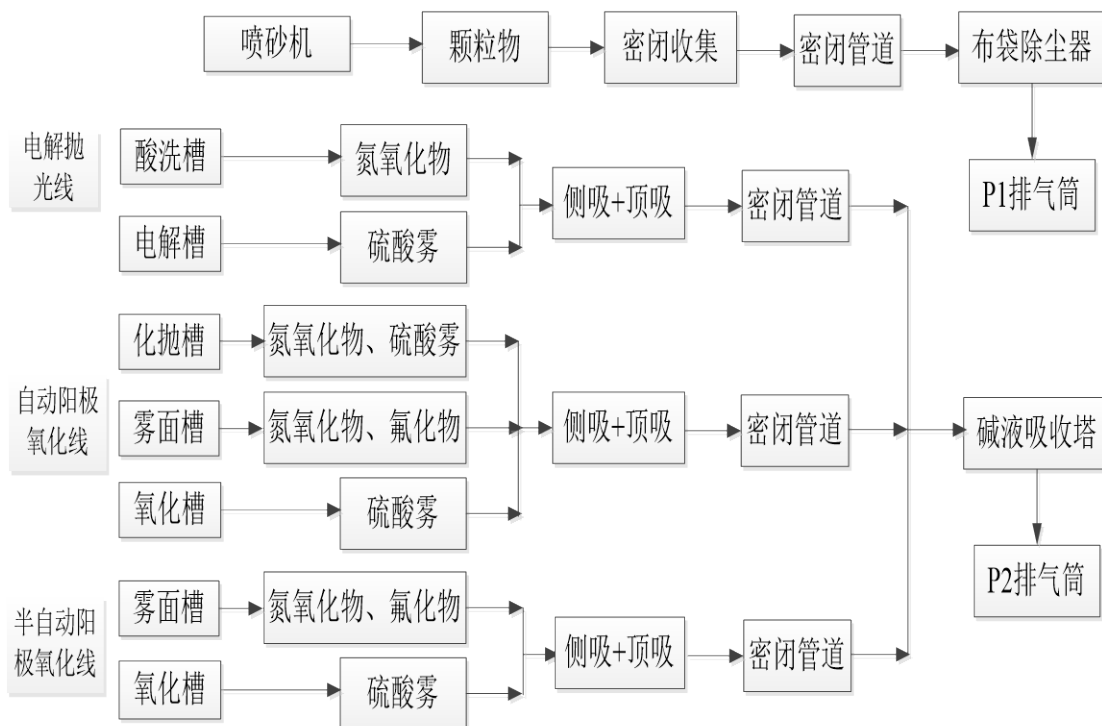 喷砂机
颗粒物
密闭收集
密闭管道
布袋除尘器
P1排气筒
电解抛
光线
酸洗槽
氮氧化物
电解槽
硫酸雾
侧吸+顶吸
密闭管道
自动阳极
氧化线
化抛槽
氮氧化物、硫酸雾
雾面槽
氮氧化物、氟化物
氧化槽
硫酸雾
侧吸+顶吸
密闭管道
碱液吸收塔
P2排气筒
半自动阳
极氧化线
雾面槽
氮氧化物、氟化物
氧化槽
硫酸雾
侧吸+顶吸
密闭管道